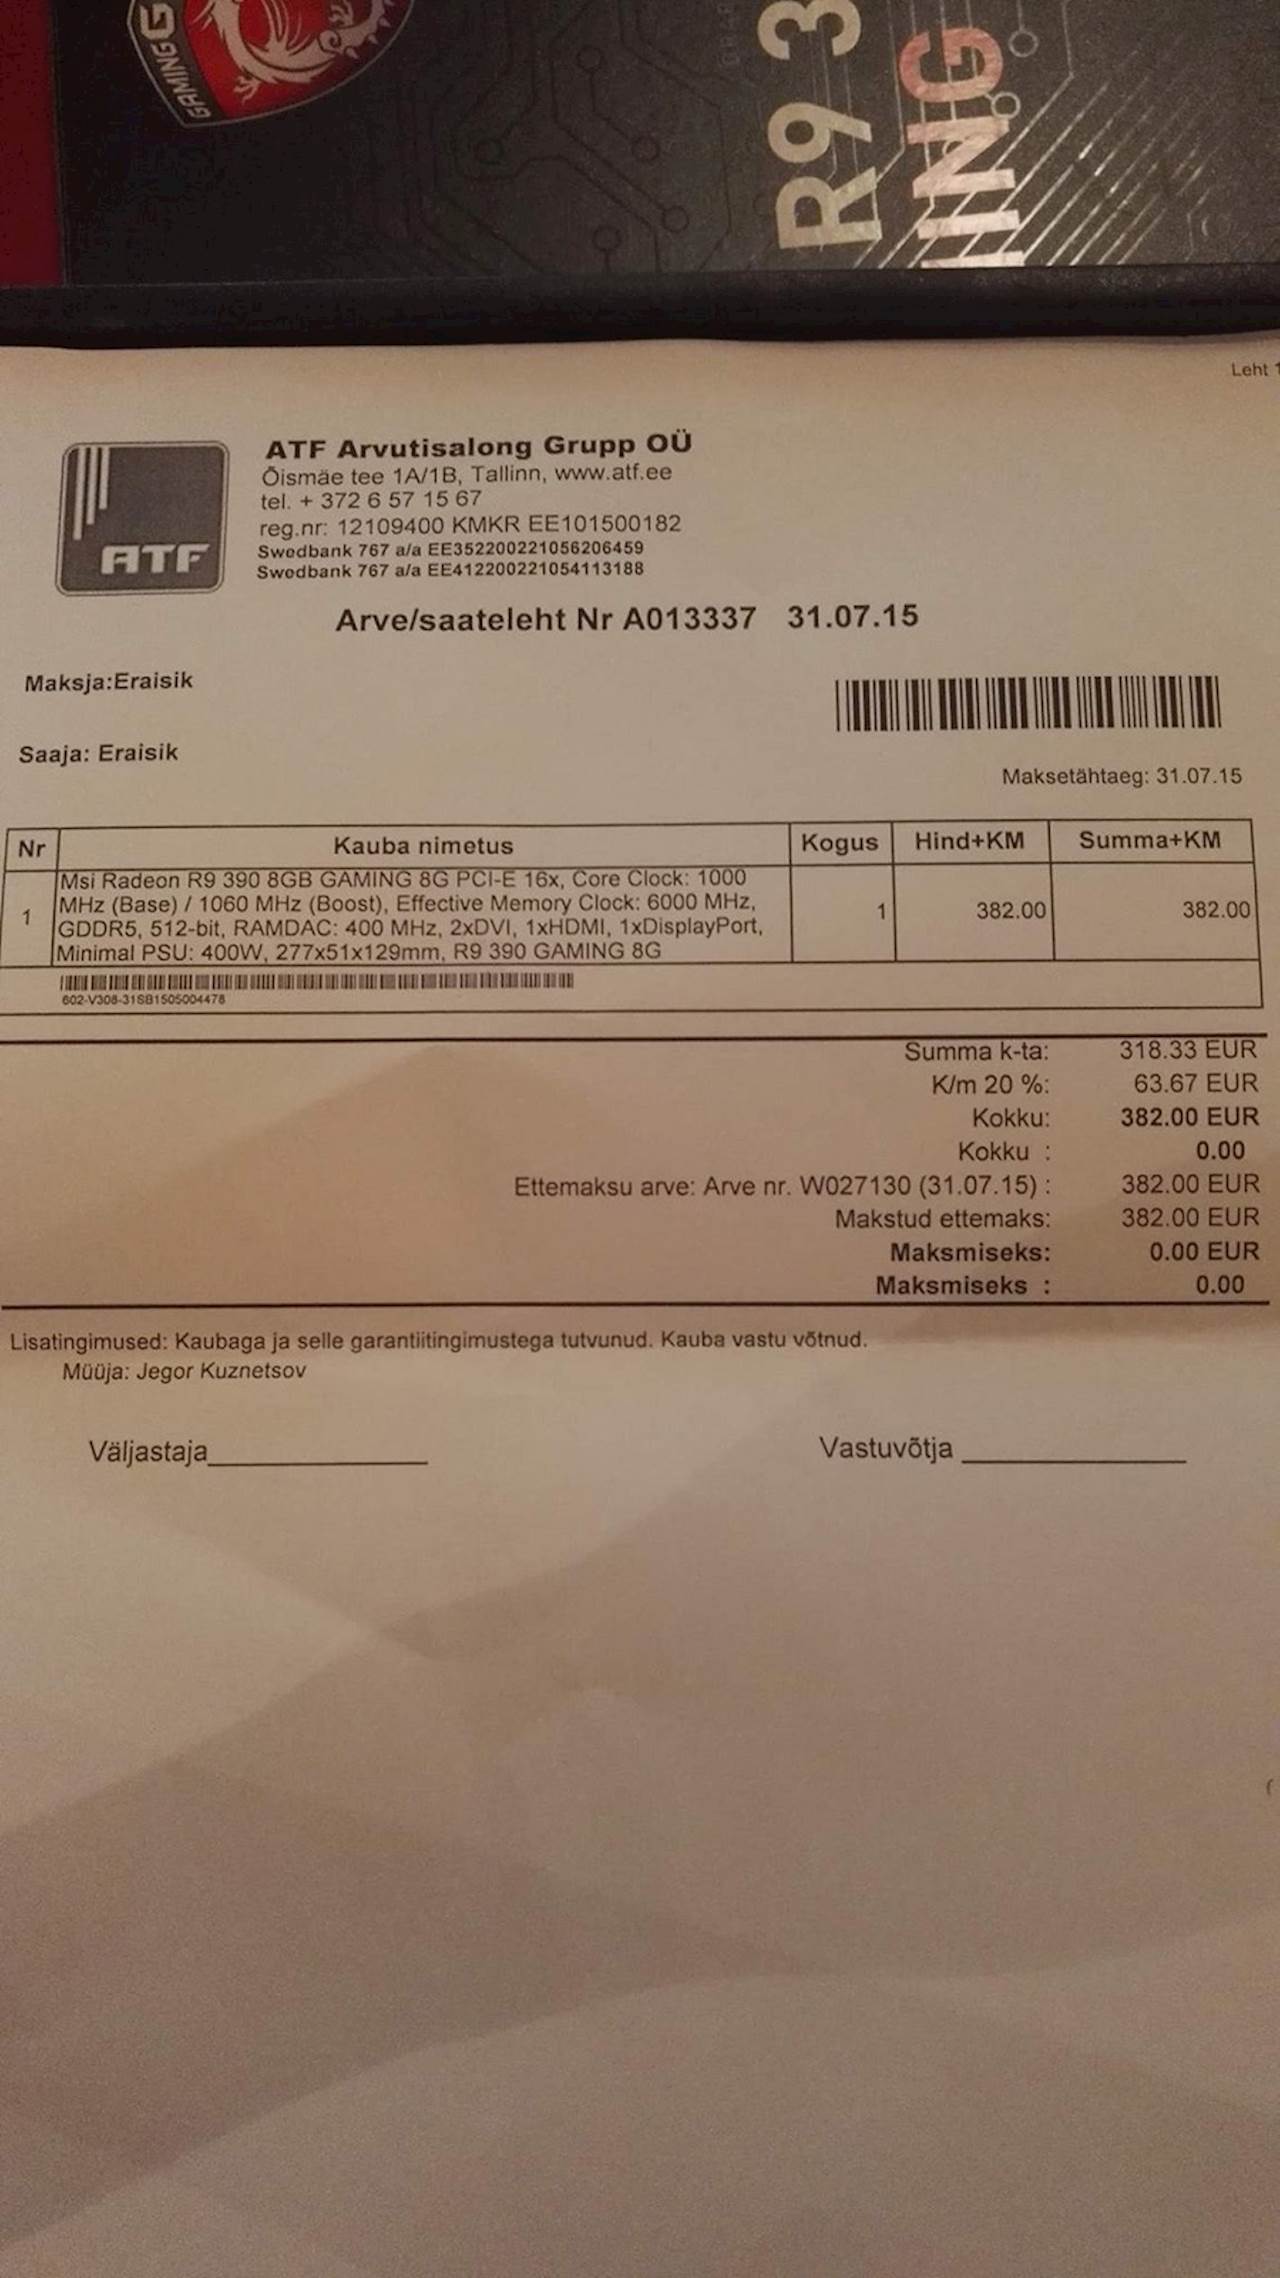 GAMING G
R9 3
ING
Leht 1
ATF
ATF Arvutisalong Grupp OÜ
Õismäe tee 1A/1B, Tallinn, www.atf.ee
tel. + 372 6 57 15 67
reg.nr: 12109400 KMKR EE101500182
Swedbank 767 a/a EE352200221056206459
Swedbank 767 a/a EE412200221054113188
Arve/saateleht Nr A013337 31.07.15
Maksja:Eraisik
Saaja: Eraisik
Maksetähtaeg: 31.07.15
Nr Kauba nimetus Kogus Hind+KM Summa+KM
Msi Radeon R9 390 8GB GAMING 8G PCI-E 16x, Core Clock: 1000
1 MHz (Base) / 1060 MHz (Boost), Effective Memory Clock: 6000 MHz, 1 382.00 382.00
GDDR5, 512-bit, RAMDAC: 400 MHz, 2xDVI, 1xHDMI, 1xDisplayPort,
Minimal PSU: 400W, 277x51x129mm, R9 390 GAMING 8G
602-V308-31SB1505004478
Summa k-ta: 318.33 EUR
K/m 20 %: 63.67 EUR
Kokku: 382.00 EUR
Kokku : 0.00
Ettemaksu arve: Arve nr. W027130 (31.07.15) : 382.00 EUR
Makstud ettemaks: 382.00 EUR
Maksmiseks: 0.00 EUR
Maksmiseks : 0.00
Lisatingimused: Kaubaga ja selle garantiitingimustega tutvunud. Kauba vastu võtnud.
Müüja: Jegor Kuznetsov
Väljastaja Vastuvõtja